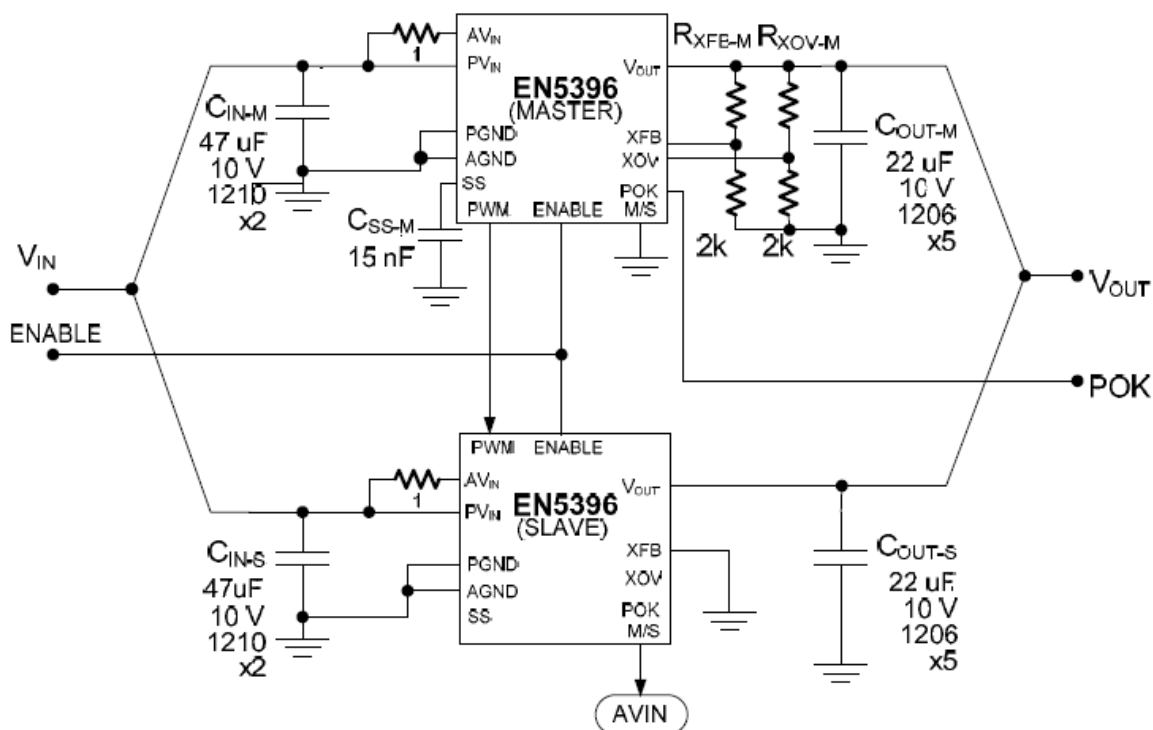 AVIN
PVIN
1
EN5396
(MASTER)
VOUT
PGND
AGND
SS
XFB
XOV
POK
PWM ENABLE M/S
RXFB-M RXOV-M
CIN-M
47 uF
10 V
1210
x2
CSS-M
15 nF
2k 2k
COUT-M
22 uF
10 V
1206
x5
VIN
ENABLE
VOUT
POK
PWM ENABLE
AVIN
PVIN
1
EN5396
(SLAVE)
VOUT
PGND
AGND
SS
XFB
XOV
POK
M/S
CIN-S
47uF
10 V
1210
x2
COUT-S
22 uF
10 V
1206
x5
AVIN